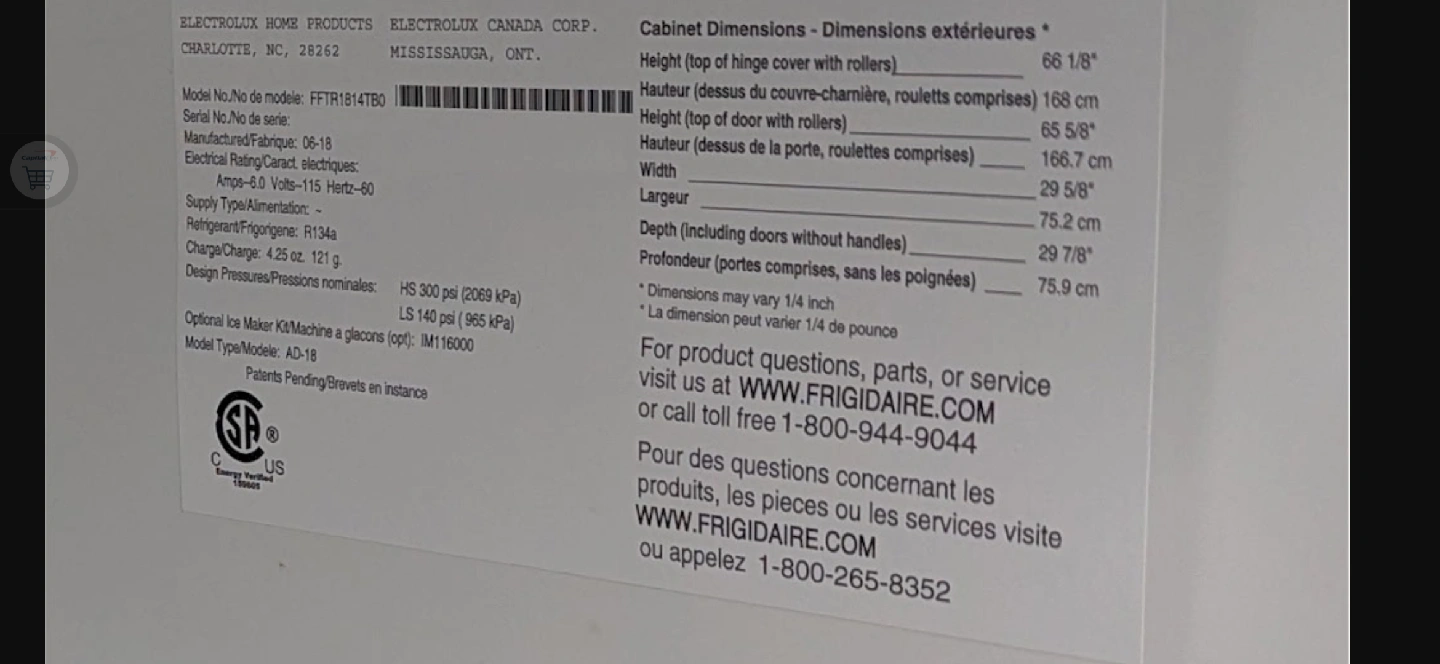 ELECTROLUX HOME PRODUCTS ELECTROLUX CANADA CORP.
CHARLOTTE, NC, 28262 MISSISSAUGA, ONT.
Model No./No de modele: FFTR1814TB0
Serial No./No de serie:
Manufactured/Fabrique: 06-18
Electrical Rating/Caract. electriques:
Amps–6.0 Volts–115 Hertz–60
Supply Type/Alimentation: ~
Refrigerant/Frigorigene: R134a
Charge/Charge: 4.25 oz. 121 g.
Design Pressures/Pressions nominales: HS 300 psi (2069 kPa)
LS 140 psi ( 965 kPa)
Optional Ice Maker Kit/Machine a glacons (opt): IM116000
Model Type/Modele: AD-18
Patents Pending/Brevets en instance
SA ®
C US
Energy Verified
Cabinet Dimensions - Dimensions extérieures *
Height (top of hinge cover with rollers) 66 1/8"
Hauteur (dessus du couvre-charnière, rouletts comprises) 168 cm
Height (top of door with rollers) 65 5/8"
Hauteur (dessus de la porte, roulettes comprises) 166.7 cm
Width 29 5/8"
Largeur 75.2 cm
Depth (including doors without handles) 29 7/8"
Profondeur (portes comprises, sans les poignées) 75.9 cm
* Dimensions may vary 1/4 inch
* La dimension peut varier 1/4 de pouce
For product questions, parts, or service
visit us at WWW.FRIGIDAIRE.COM
or call toll free 1-800-944-9044
Pour des questions concernant les
produits, les pieces ou les services visite
WWW.FRIGIDAIRE.COM
ou appelez 1-800-265-8352